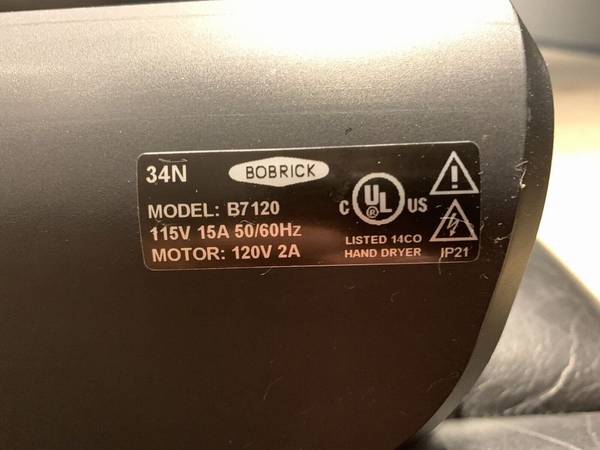 34N
BOBRICK
MODEL: B7120
115V 15A 50/60Hz
MOTOR: 120V 2A
C UL US
®
LISTED 14CO
HAND DRYER
IP21